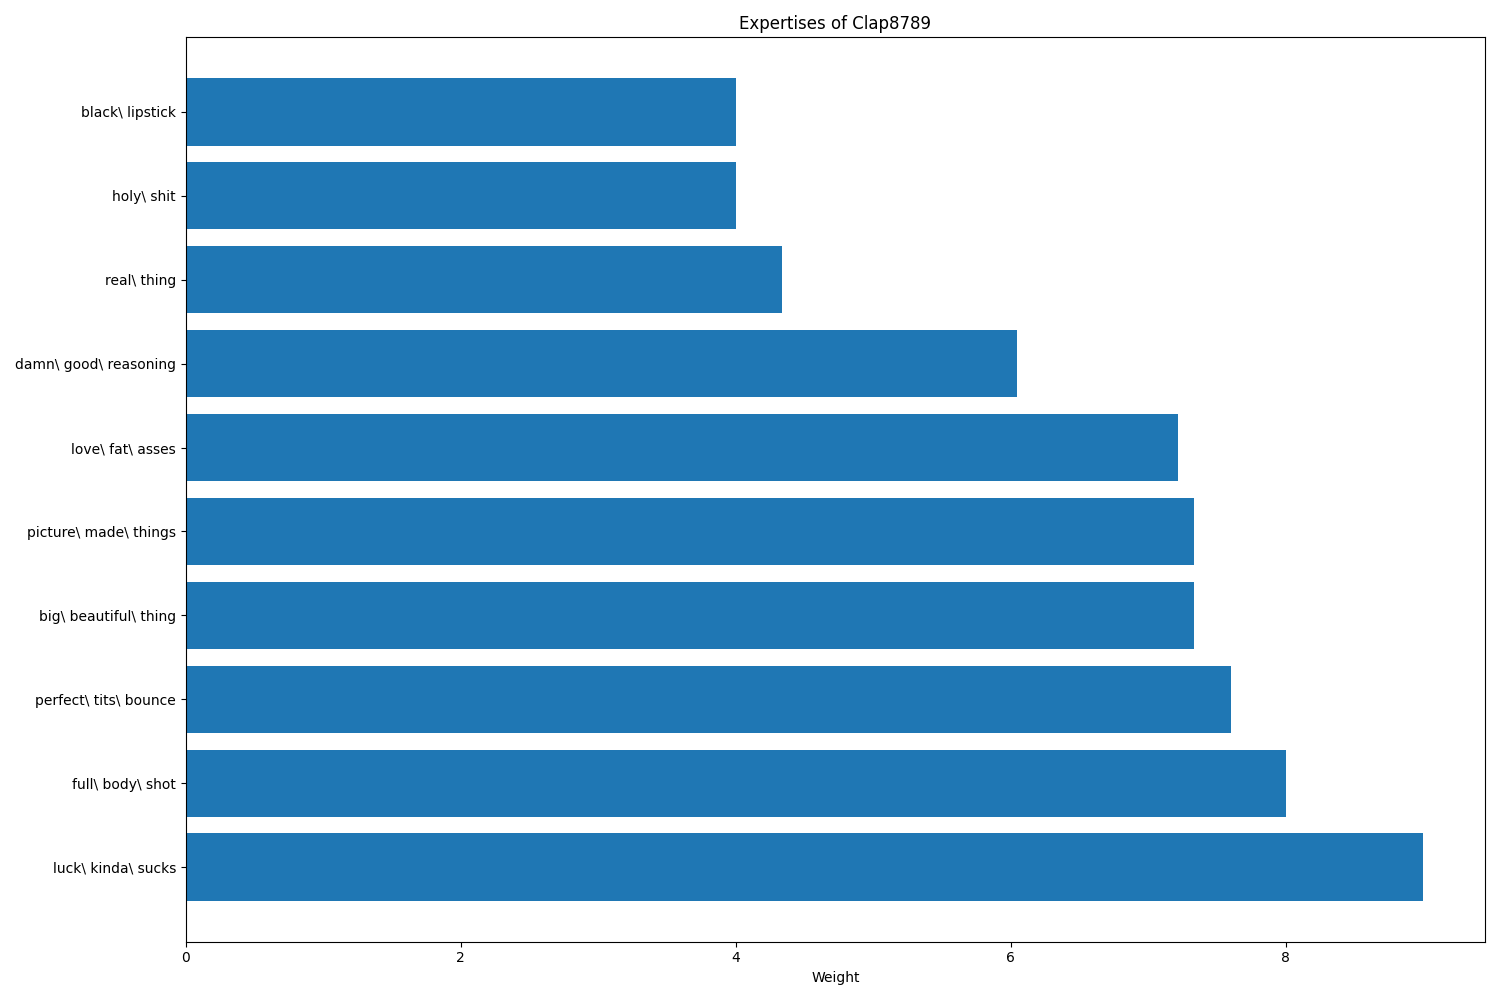 Expertises of Clap8789
black\ lipstick
holy\ shit
real\ thing
damn\ good\ reasoning
love\ fat\ asses
picture\ made\ things
big\ beautiful\ thing
perfect\ tits\ bounce
full\ body\ shot
luck\ kinda\ sucks
0 2 4 6 8
Weight